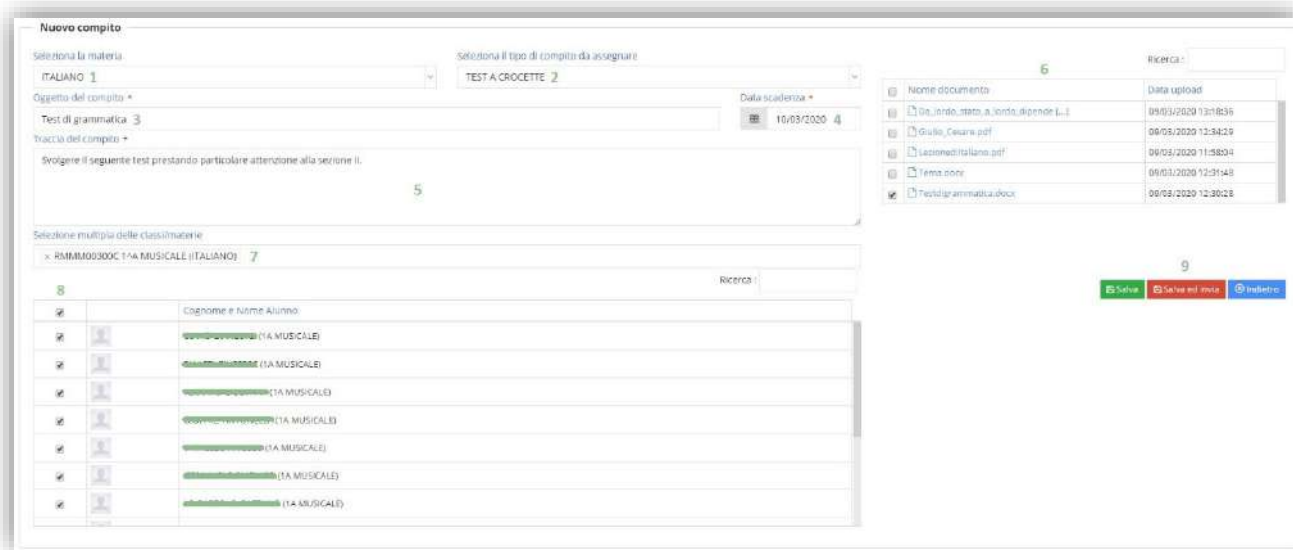 Nuovo compito
Seleziona la materia
Seleziona il tipo di compito da assegnare
ITALIANO 1
TEST A CROCETTE 2
Oggetto del compito *
Data scadenza *
Test di grammatica 3
10/03/2020 4
Traccia del compito *
Svolgere il seguente test prestando particolare attenzione alla sezione II.
5
Selezione multipla delle classi/materie
× RMMM00300C 1^A MUSICALE (ITALIANO) 7
Ricerca :
8
Cognome e Nome Alunno
(1A MUSICALE)
(1A MUSICALE)
(1A MUSICALE)
(1A MUSICALE)
(1A MUSICALE)
(1A MUSICALE)
(1A MUSICALE)
6
Ricerca :
Nome documento Data upload
09/03/2020 13:18:36
Giulio_Cesare.pdf 09/03/2020 12:34:29
Lezionediitaliano.pdf 09/03/2020 11:58:04
Tema.docx 09/03/2020 12:31:48
Testdigrammatica.docx 09/03/2020 12:30:28
9
Salva Salva ed invia Indietro